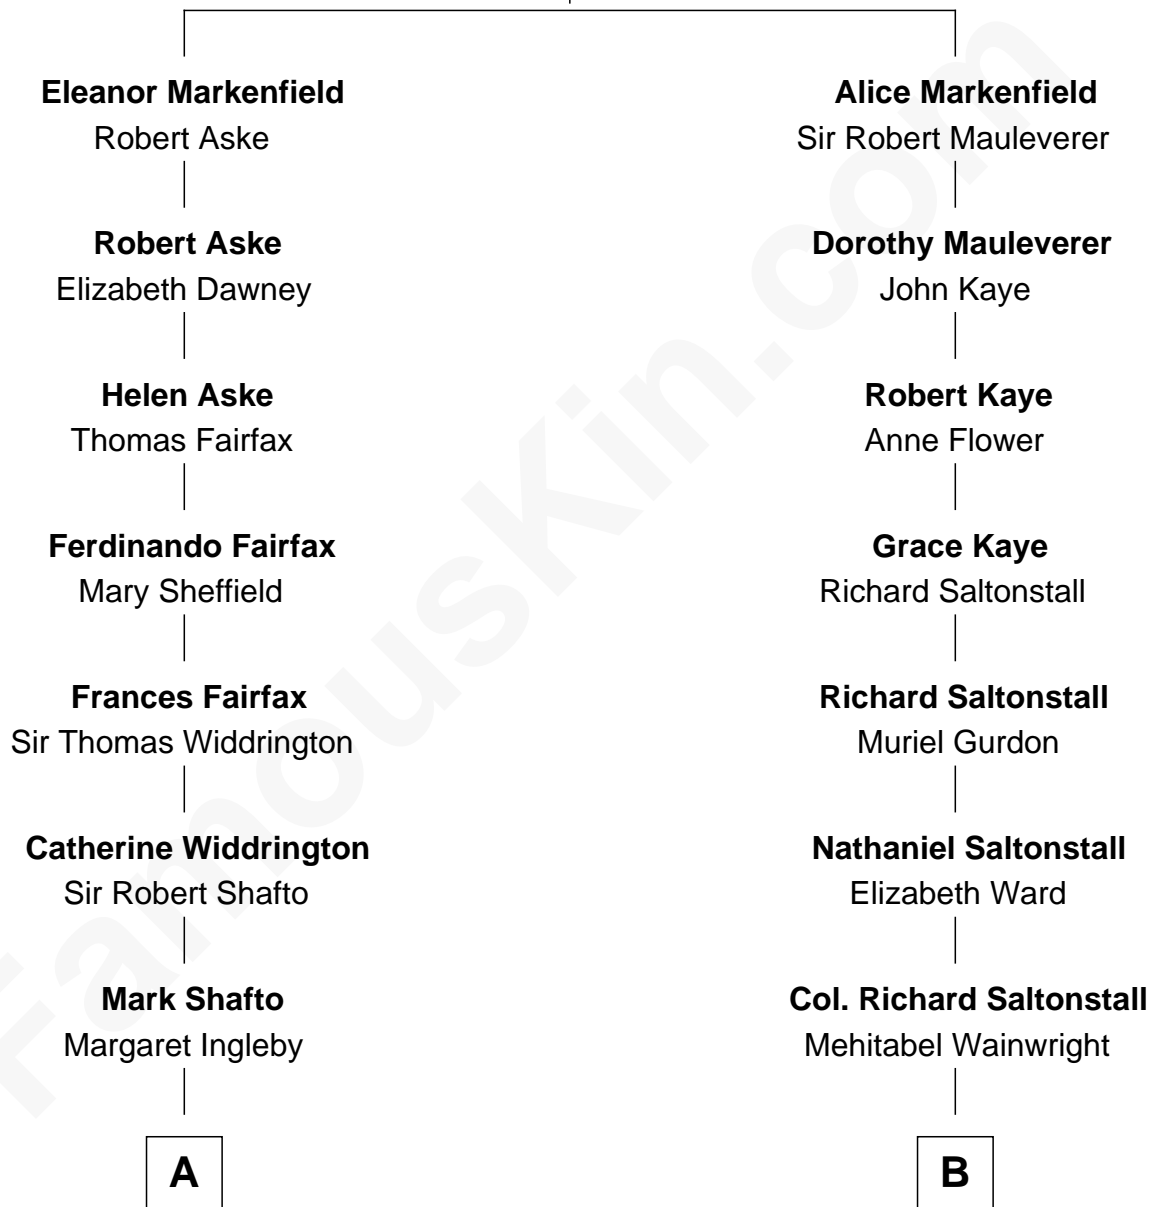 Eleanor Markenfield
Robert Aske
Robert Aske
Elizabeth Dawney
Helen Aske
Thomas Fairfax
Ferdinando Fairfax
Mary Sheffield
Frances Fairfax
Sir Thomas Widdrington
Catherine Widdrington
Sir Robert Shafto
Mark Shafto
Margaret Ingleby
A
Alice Markenfield
Sir Robert Mauleverer
Dorothy Mauleverer
John Kaye
Robert Kaye
Anne Flower
Grace Kaye
Richard Saltonstall
Richard Saltonstall
Muriel Gurdon
Nathaniel Saltonstall
Elizabeth Ward
Col. Richard Saltonstall
Mehitabel Wainwright
B
FamousKin.com